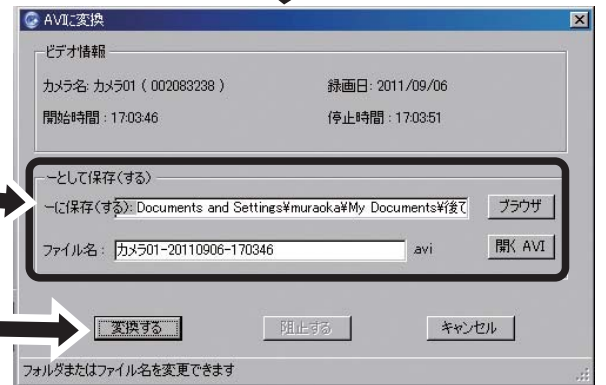 AVIに変換
ビデオ情報
カメラ名: カメラ01 ( 002083238 )
録画日: 2011/09/06
開始時間 : 17:03:46
停止時間 : 17:03:51
ーとして保存(する)
ーに保存(する): Documents and Settings¥muraoka¥My Documents¥後て
ブラウザ
ファイル名 : カメラ01-20110906-170346 .avi
開く AVI
変換する
阻止する
キャンセル
フォルダまたはファイル名を変更できます